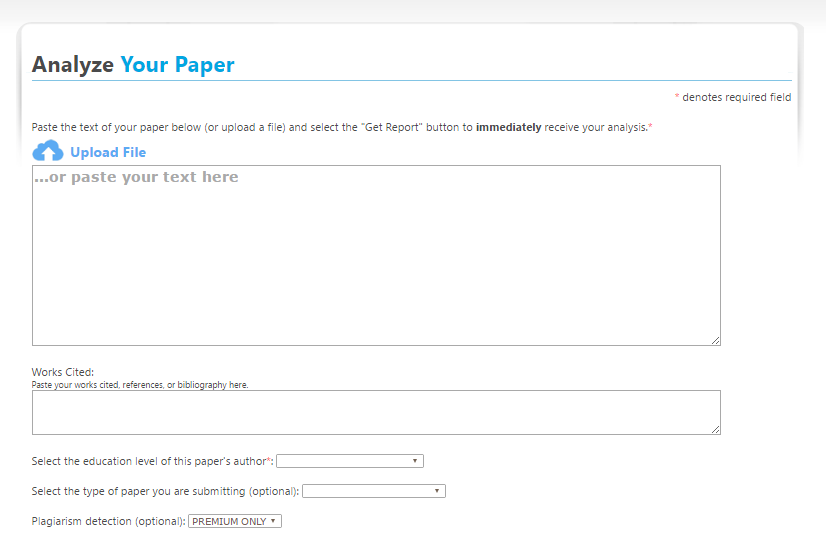 Analyze Your Paper
* denotes required field
Paste the text of your paper below (or upload a file) and select the "Get Report" button to immediately receive your analysis.*
Upload File
...or paste your text here
Works Cited:
Paste your works cited, references, or bibliography here.
Select the education level of this paper's author*:
Select the type of paper you are submitting (optional):
Plagiarism detection (optional): PREMIUM ONLY